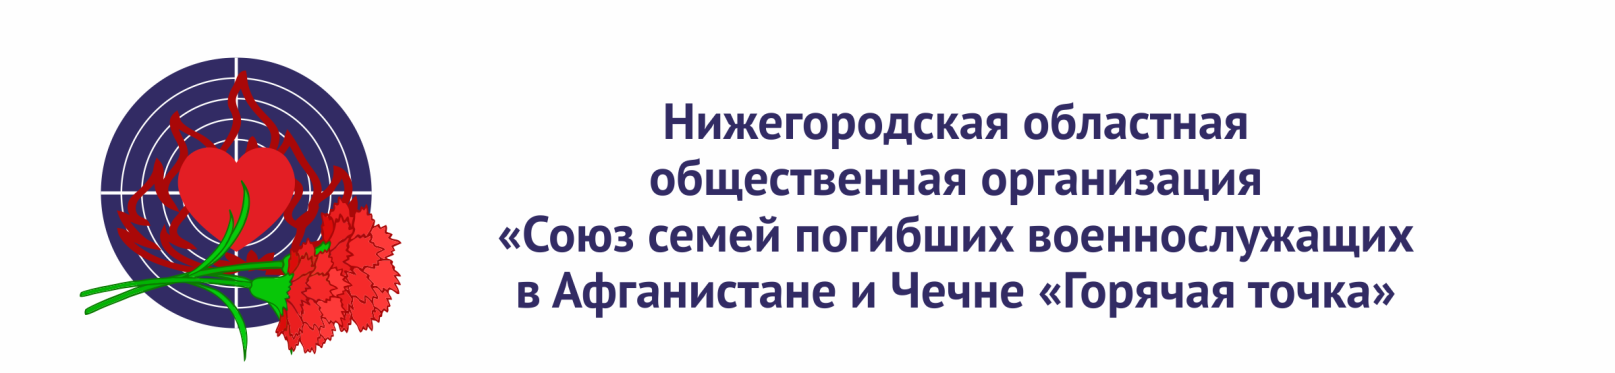 Нижегородская областная
общественная организация
«Союз семей погибших военнослужащих
в Афганистане и Чечне «Горячая точка»